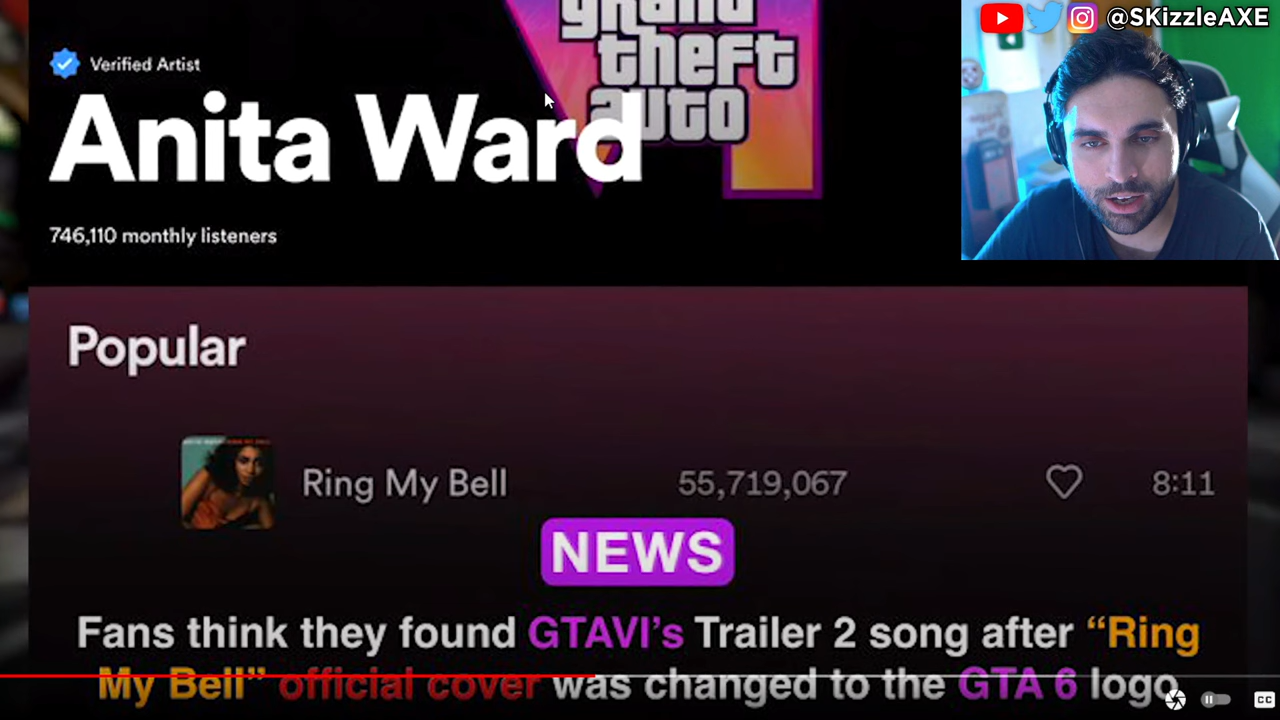 @SKizzleAXE
grand
theft
auto
Verified Artist
Anita Ward
746,110 monthly listeners
Popular
Ring My Bell 55,719,067 8:11
NEWS
Fans think they found GTAVI's Trailer 2 song after “Ring
My Bell” official cover was changed to the GTA 6 logo
CC